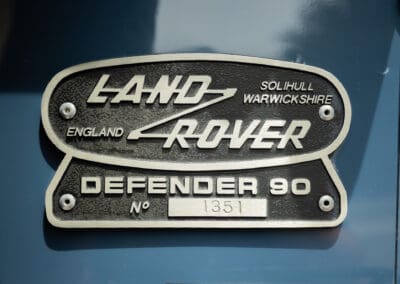 LAND ROVER
SOLIHULL
WARWICKSHIRE
ENGLAND
DEFENDER 90
Nº 1351